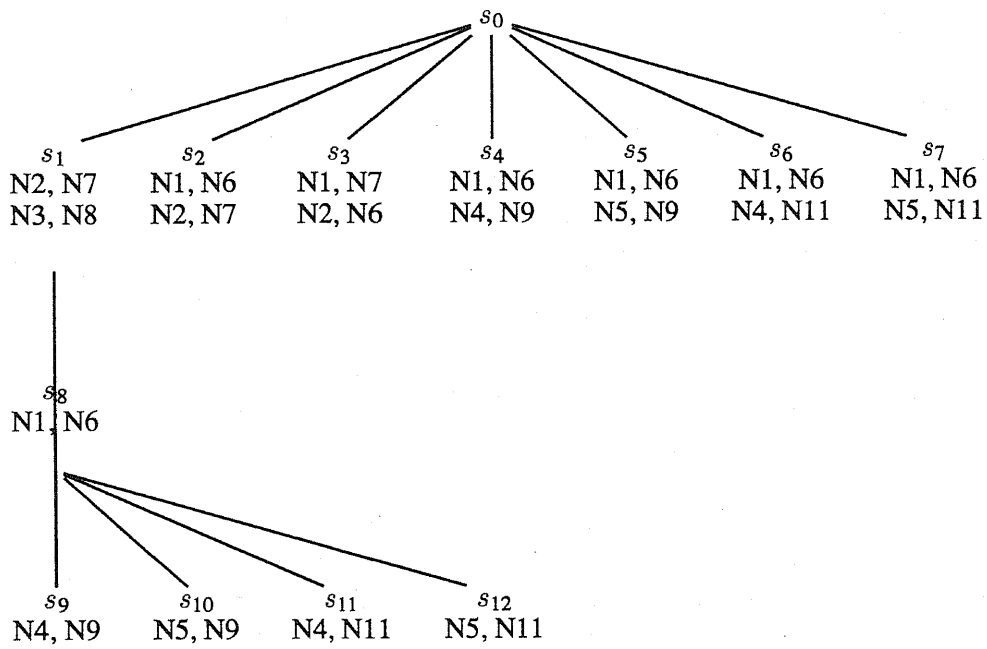 s0
s1 s2 s3 s4 s5 s6 s7
N2, N7 N1, N6 N1, N7 N1, N6 N1, N6 N1, N6 N1, N6
N3, N8 N2, N7 N2, N6 N4, N9 N5, N9 N4, N11 N5, N11
s8
N1, N6
s9 s10 s11 s12
N4, N9 N5, N9 N4, N11 N5, N11